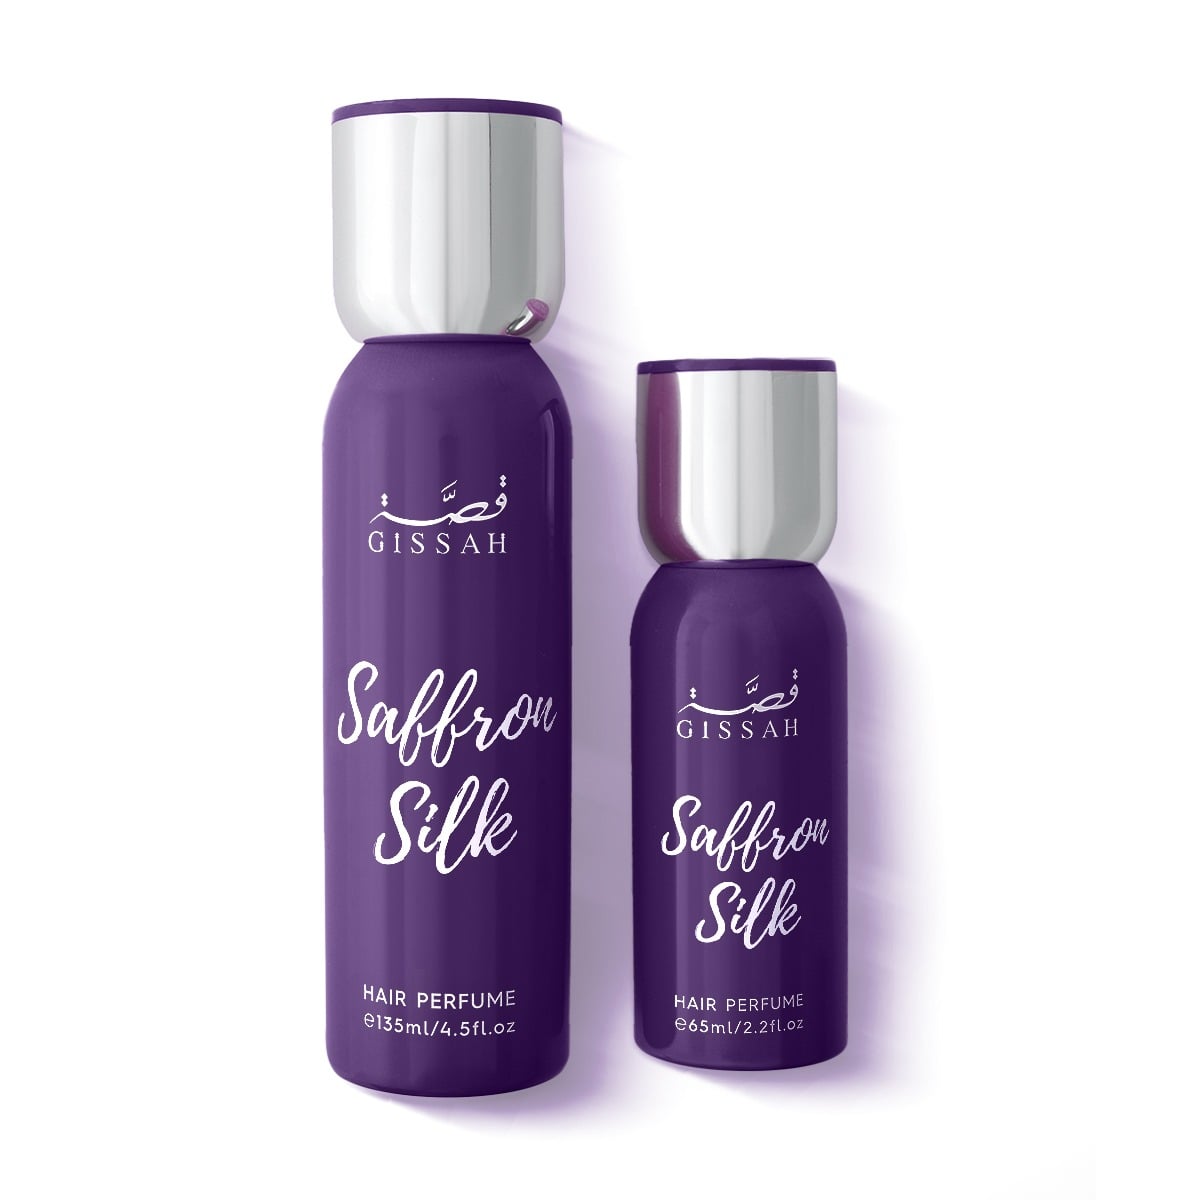 قصّة
GISSAH
Saffron
Silk
HAIR PERFUME
℮135ml/4.5fl.oz
قصّة
GISSAH
Saffron
Silk
HAIR PERFUME
℮65ml/2.2fl.oz